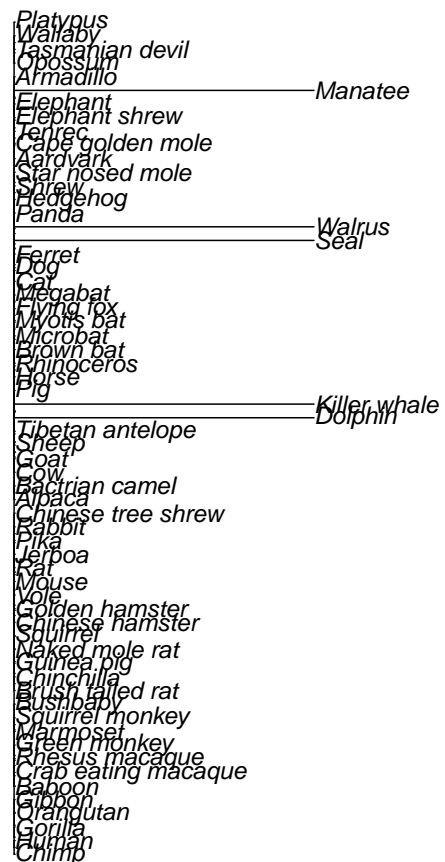 Platypus
Wallaby
Tasmanian devil
Opossum
Armadillo
Manatee
Elephant
Elephant shrew
Tenrec
Cape golden mole
Aardvark
Star nosed mole
Shrew
Hedgehog
Panda
Walrus
Seal
Ferret
Dog
Cat
Megabat
Flying fox
Myotis bat
Microbat
Brown bat
Rhinoceros
Horse
Pig
Killer whale
Dolphin
Tibetan antelope
Sheep
Goat
Cow
Bactrian camel
Alpaca
Chinese tree shrew
Rabbit
Pika
Jerboa
Rat
Mouse
Vole
Golden hamster
Chinese hamster
Squirrel
Naked mole rat
Guinea pig
Chinchilla
Brush tailed rat
Bushbaby
Squirrel monkey
Marmoset
Green monkey
Rhesus macaque
Crab eating macaque
Baboon
Gibbon
Orangutan
Gorilla
Human
Chimp